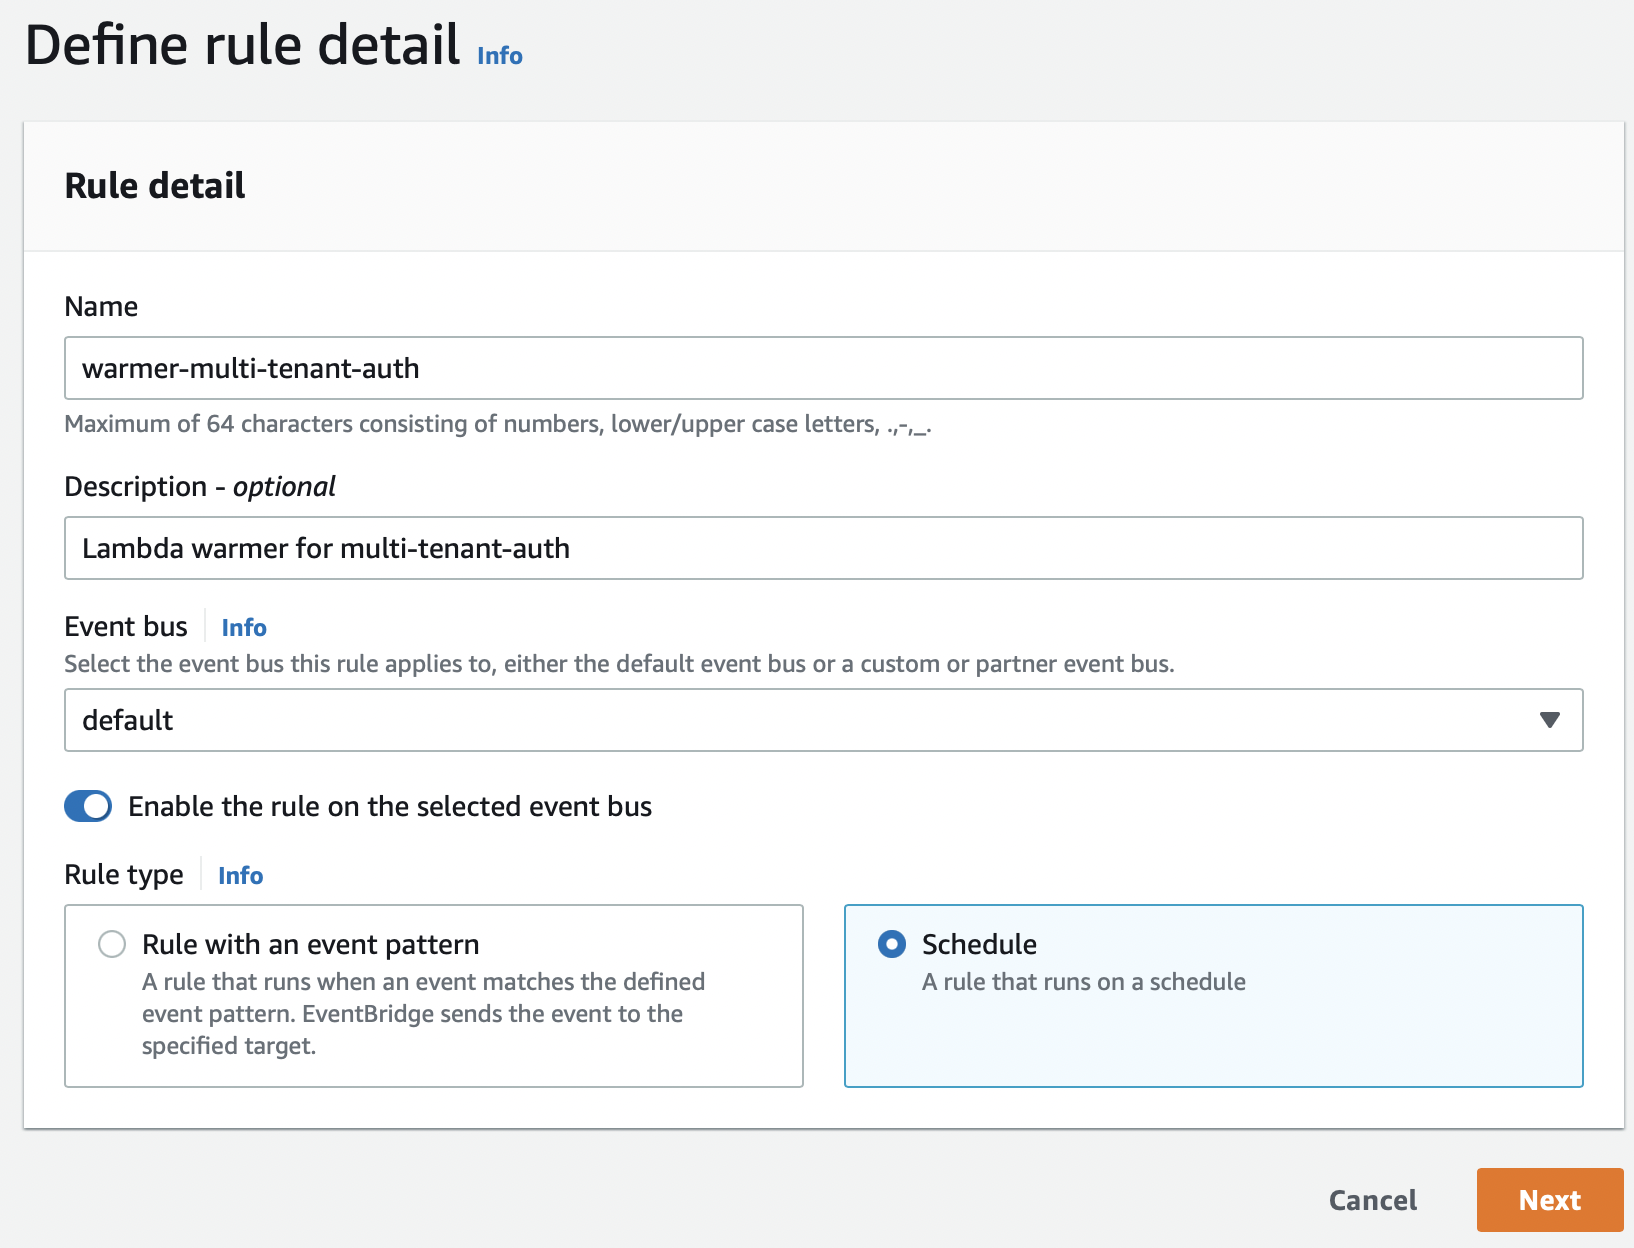 Define rule detail Info
Rule detail
Name
warmer-multi-tenant-auth
Maximum of 64 characters consisting of numbers, lower/upper case letters, .,-,_.
Description - optional
Lambda warmer for multi-tenant-auth
Event bus Info
Select the event bus this rule applies to, either the default event bus or a custom or partner event bus.
default
Enable the rule on the selected event bus
Rule type Info
Rule with an event pattern
A rule that runs when an event matches the defined
event pattern. EventBridge sends the event to the
specified target.
Schedule
A rule that runs on a schedule
Cancel Next